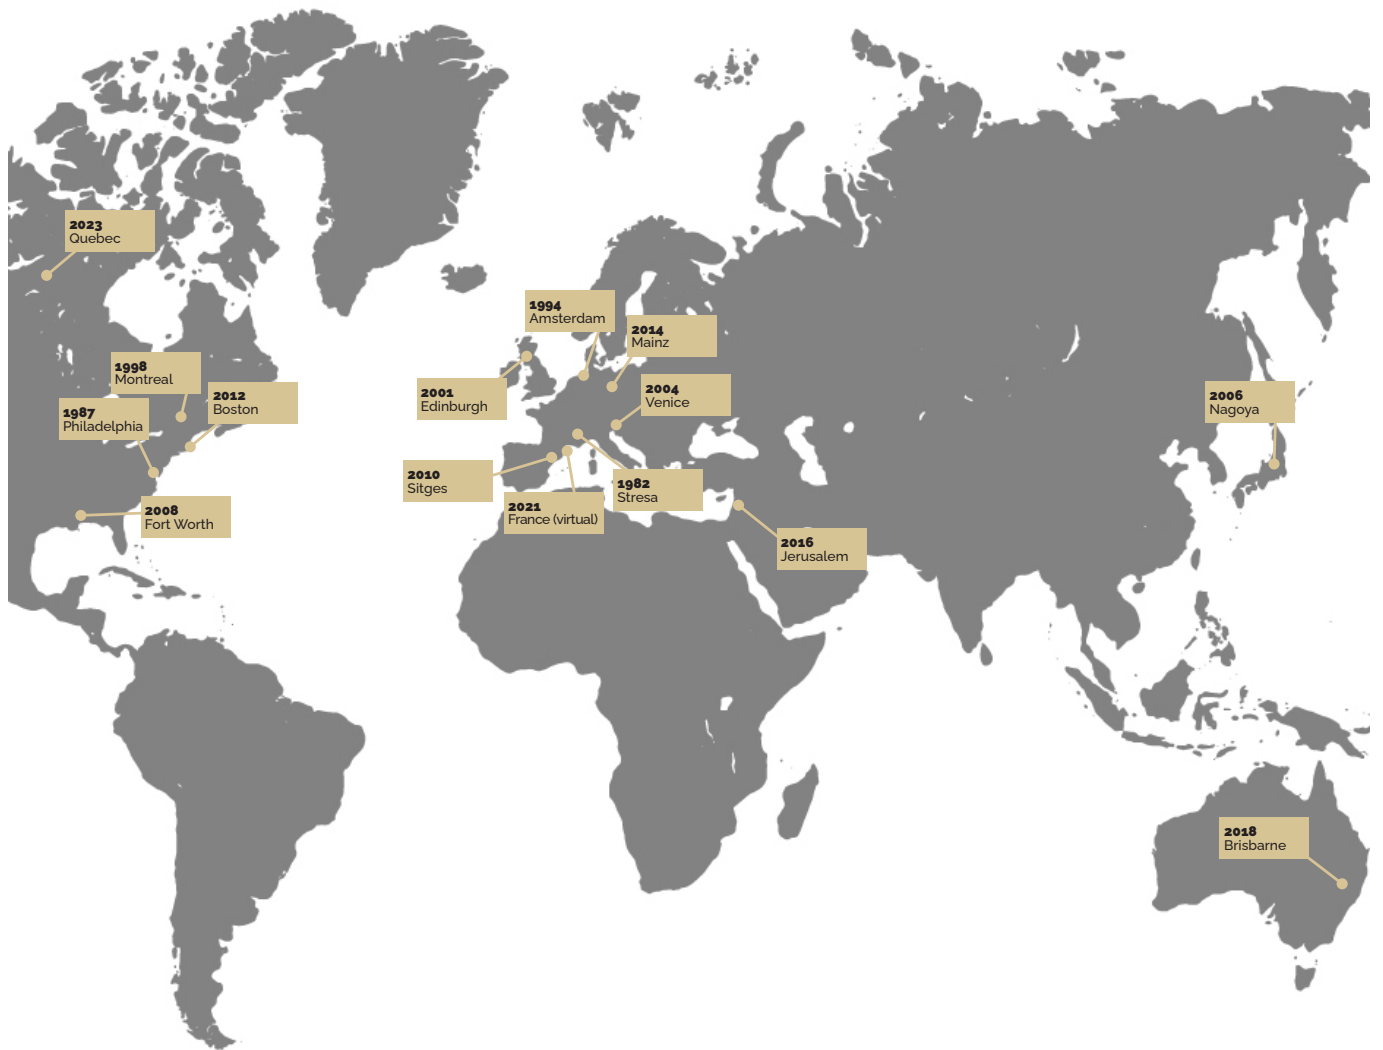 2023
Quebec
1994
Amsterdam
2014
Mainz
1998
Montreal
2012
Boston
2001
Edinburgh
2004
Venice
2006
Nagoya
1987
Philadelphia
2010
Sitges
1982
Stresa
2021
France (virtual)
2008
Fort Worth
2016
Jerusalem
2018
Brisbarne